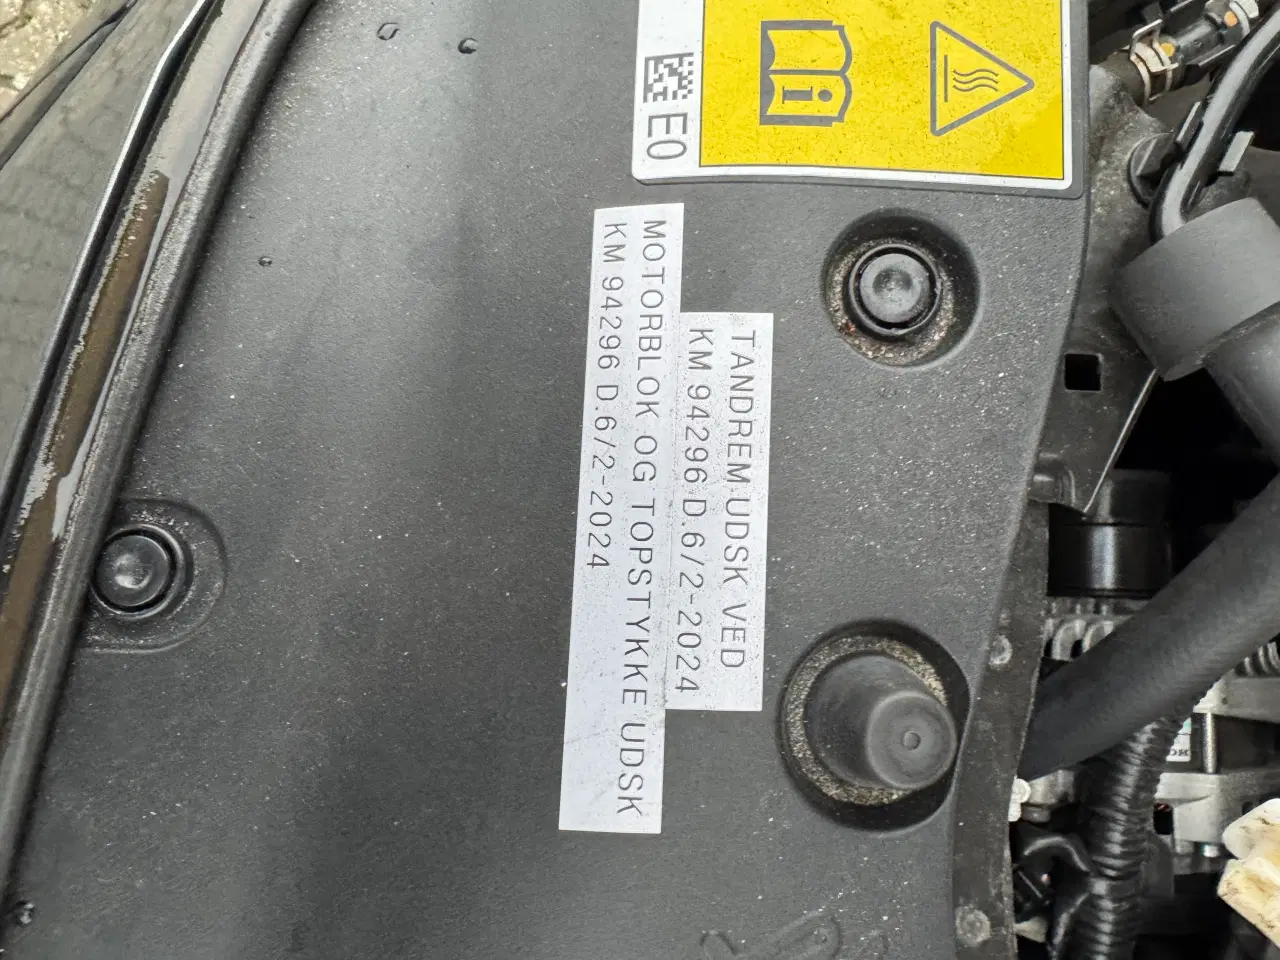 E0
TANDREM UDSK VED
KM 94296 D.6/2-2024
MOTORBLOK OG TOPSTYKKE UDSK
KM 94296 D.6/2-2024